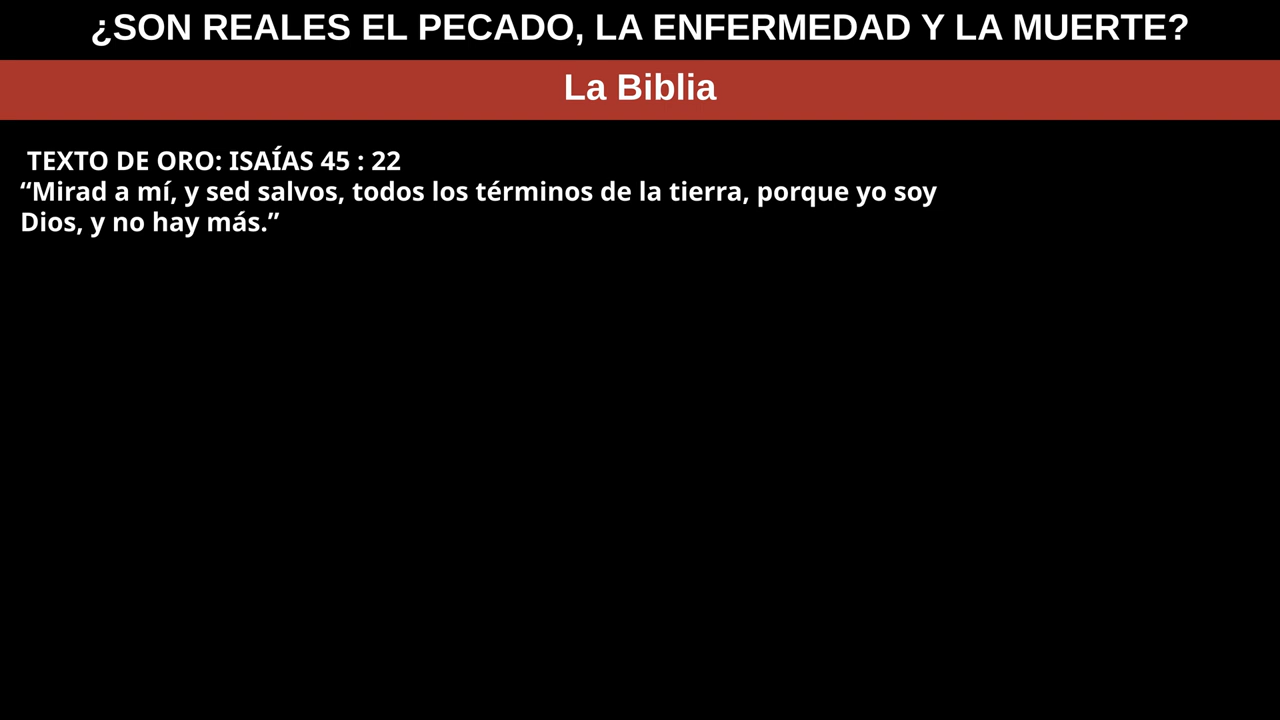 ¿SON REALES EL PECADO, LA ENFERMEDAD Y LA MUERTE?
La Biblia
TEXTO DE ORO: ISAÍAS 45 : 22
“Mirad a mí, y sed salvos, todos los términos de la tierra, porque yo soy
Dios, y no hay más.”